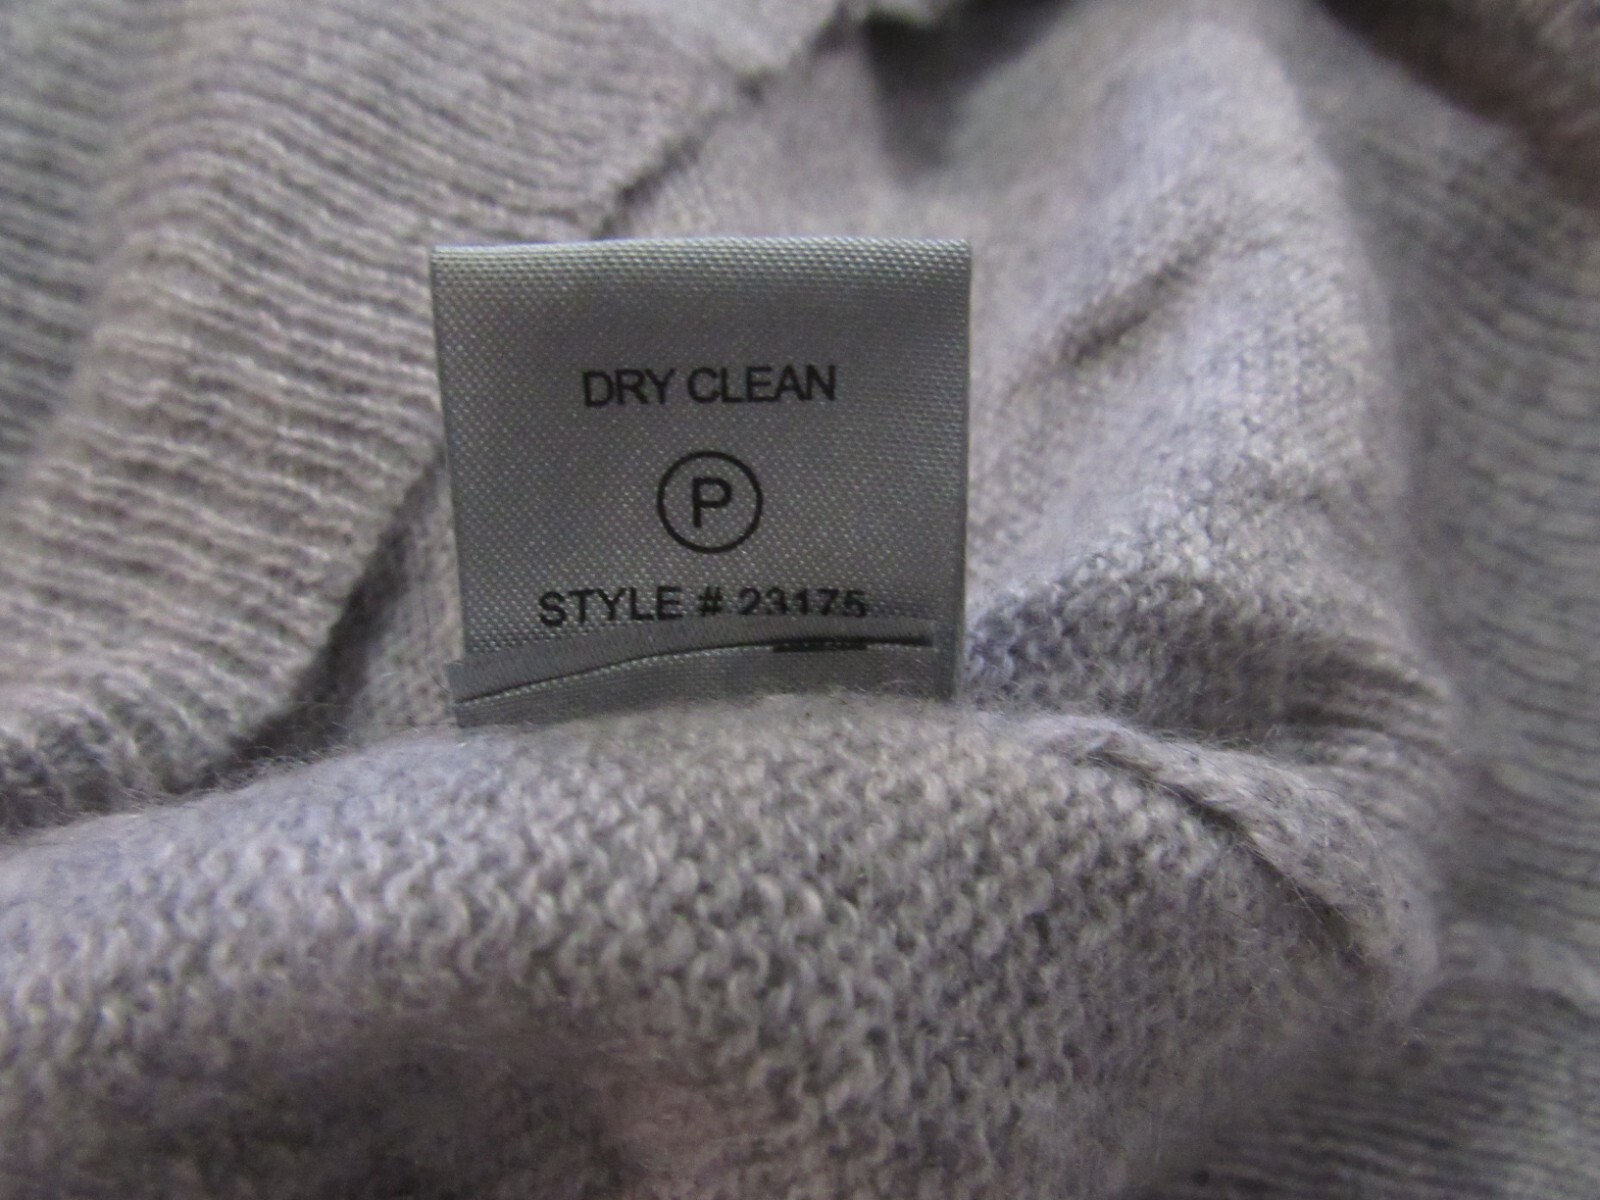 DRY CLEAN
P
STYLE # 23175